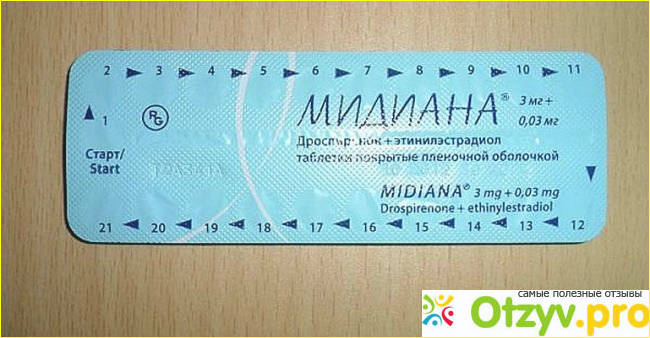 2 3 4 5 6 7 8 9 10 11
1
RG
Старт/
Start
МИДИАНА® 3 мг +
0,03 мг
Дроспиренон + этинилэстрадиол
таблетки покрытые пленочной оболочкой
MIDIANA® 3 mg + 0,03 mg
Drospirenone + ethinylestradiol
21 20 19 18 17 16 15 14 13 12
самые полезные отзывы
Otzyv.pro